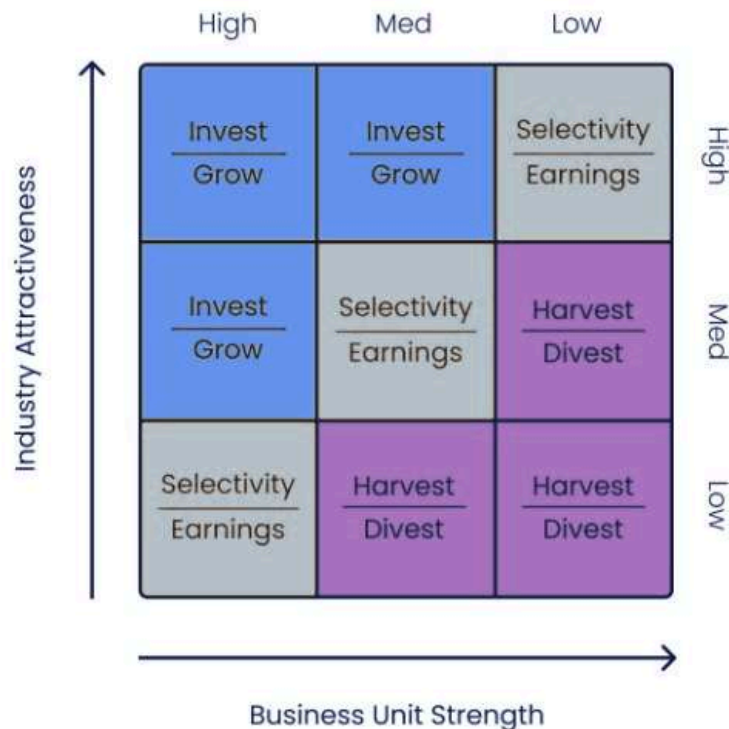 High Med Low
Invest Invest Selectivity
Grow Grow Earnings
High
Invest Selectivity Harvest
Grow Earnings Divest
Med
Selectivity Harvest Harvest
Earnings Divest Divest
Low
Industry Attractiveness
Business Unit Strength